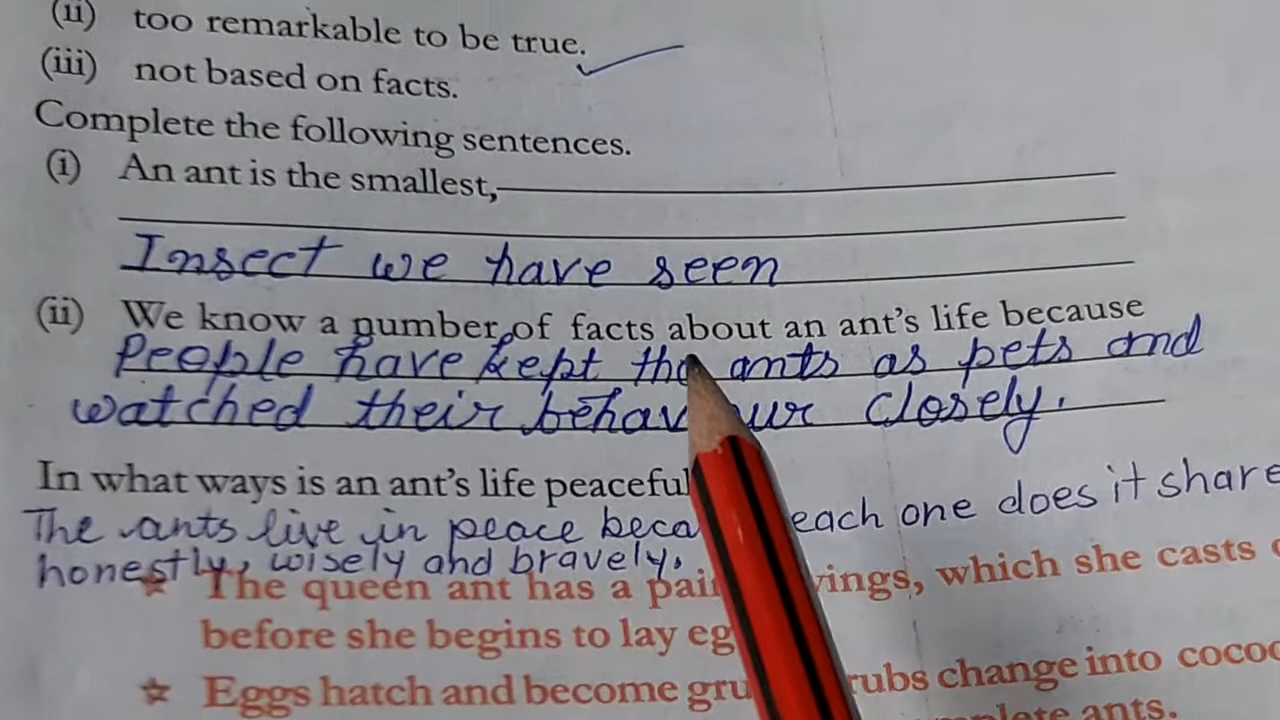 (ii) too remarkable to be true.
(iii) not based on facts.
Complete the following sentences.
(i) An ant is the smallest,
Insect we have seen
(ii) We know a number of facts about an ant's life because
People have kept the ants as pets and
watched their behaviour closely.
In what ways is an ant's life peaceful
The ants live in peace each one does it share
honestly, wisely and bravely.
☆ The queen ant has a pair wings, which she casts
before she begins to lay
☆ Eggs hatch and become change into
ants.